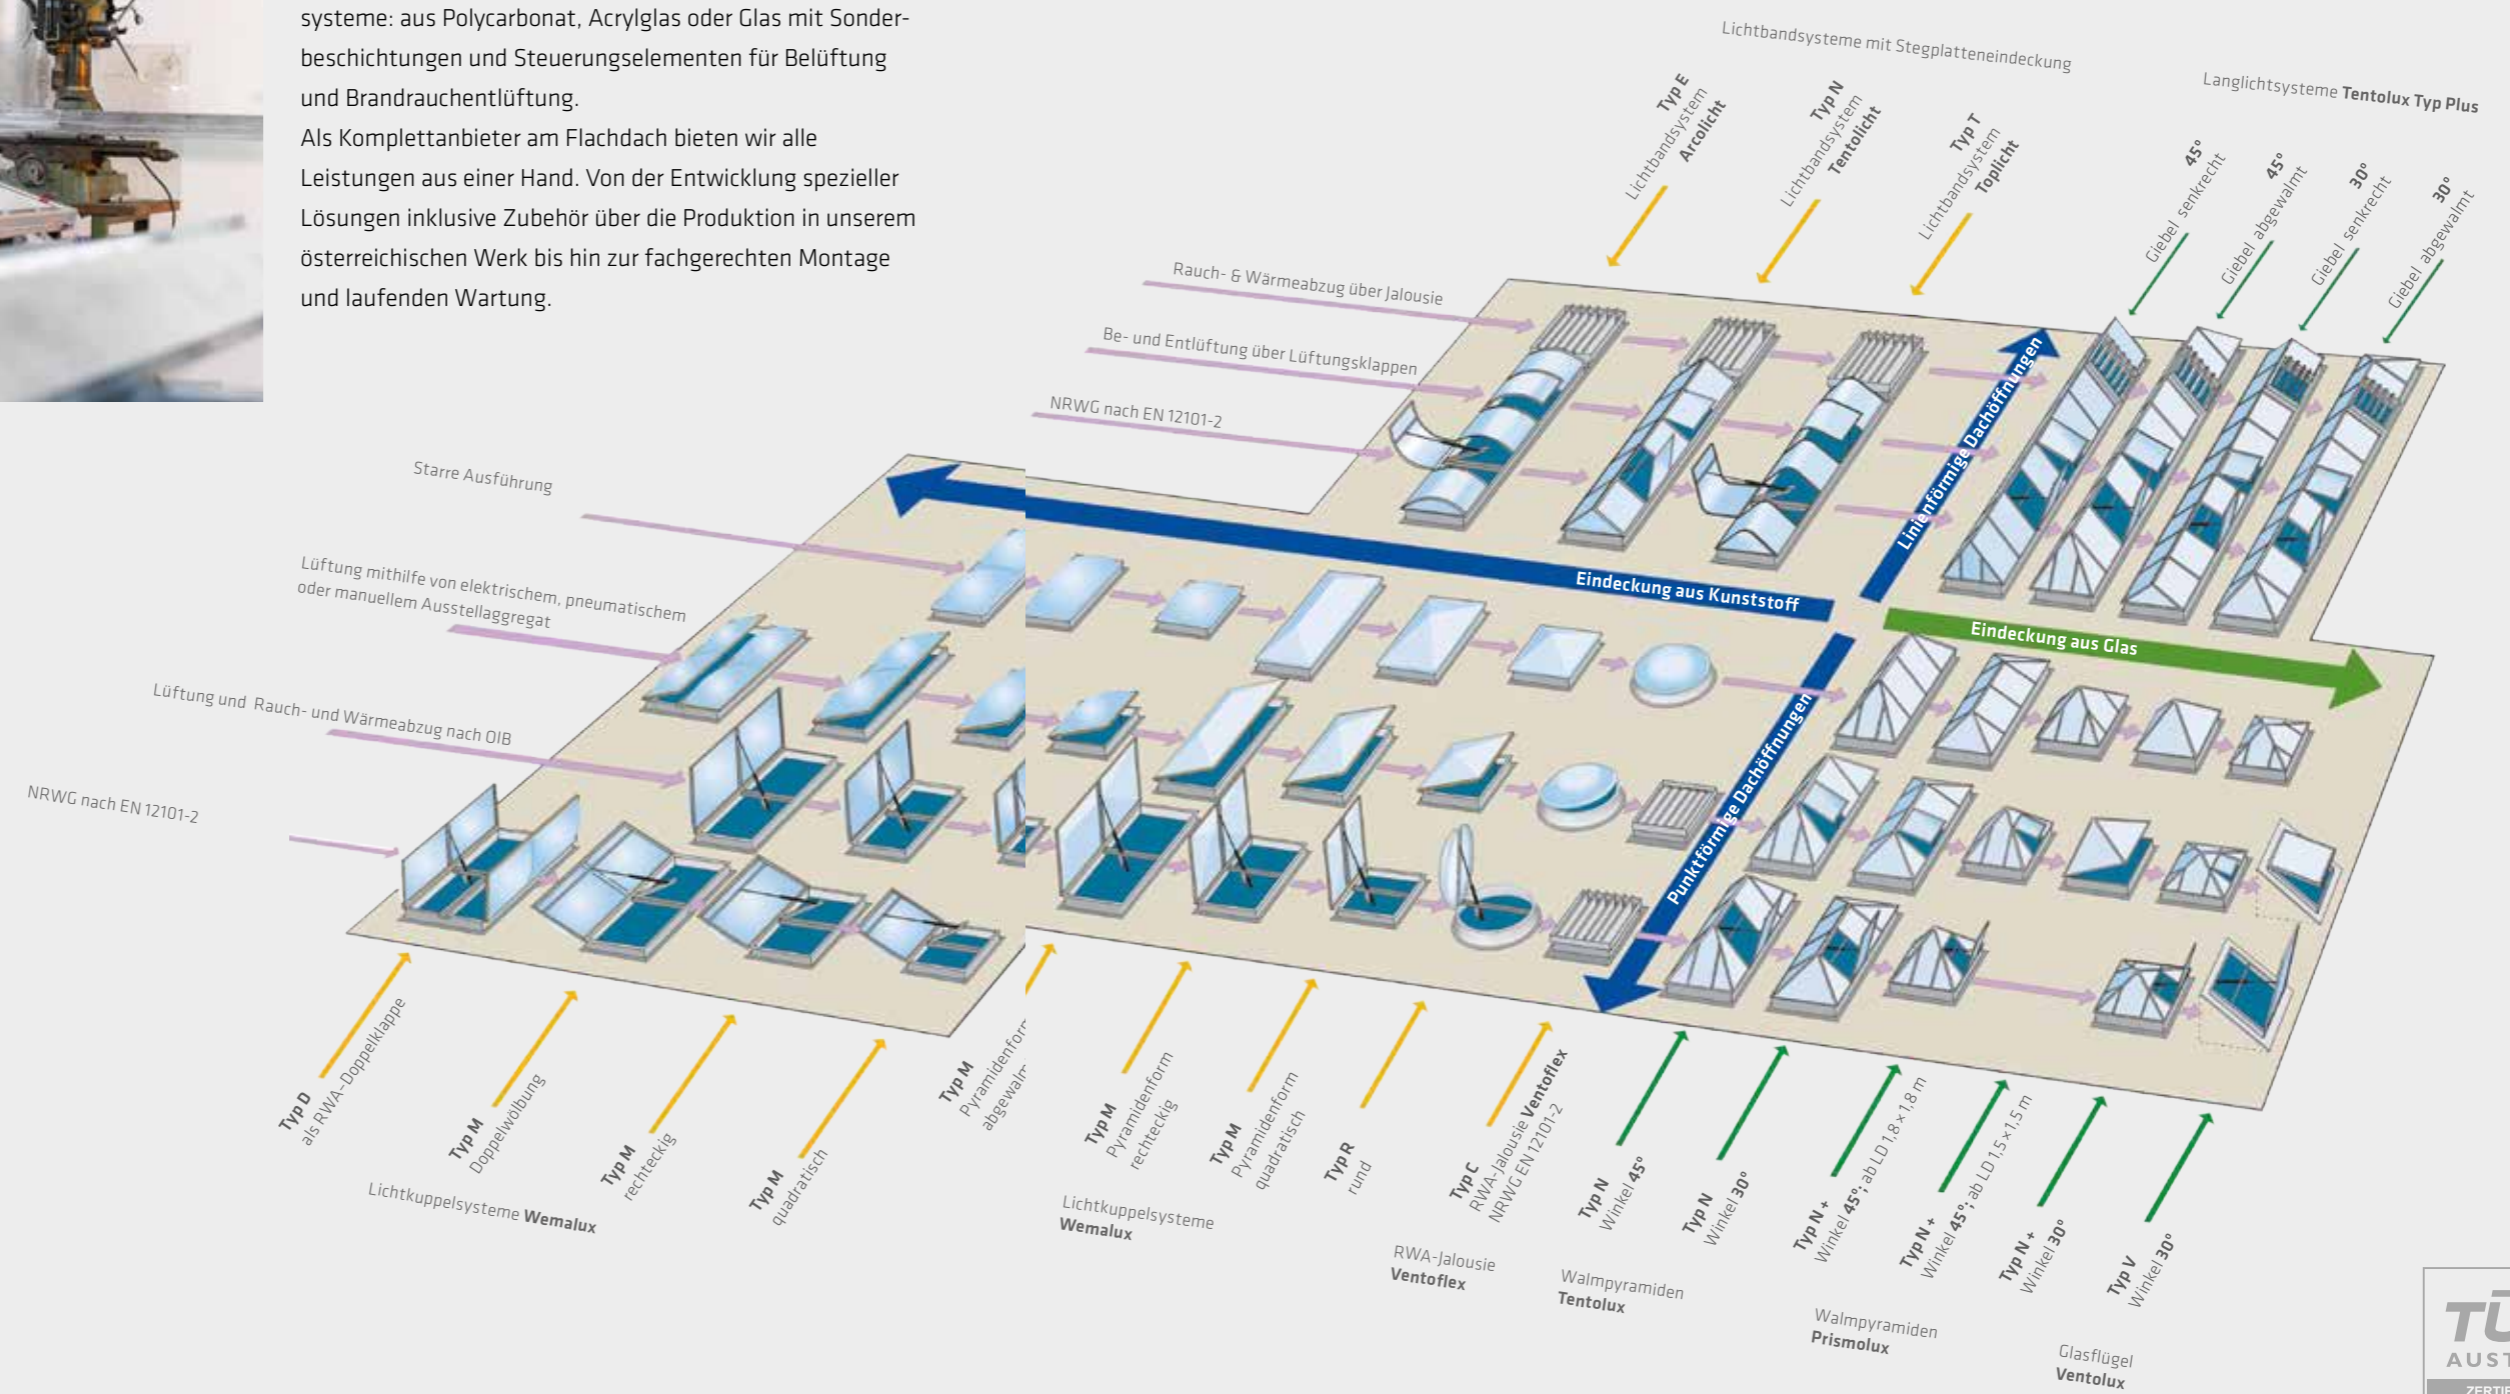 systeme: aus Polycarbonat, Acrylglas oder Glas mit Sonder-
beschichtungen und Steuerungselementen für Belüftung
und Brandrauchentlüftung.
Als Komplettanbieter am Flachdach bieten wir alle
Leistungen aus einer Hand. Von der Entwicklung spezieller
Lösungen inklusive Zubehör über die Produktion in unserem
österreichischen Werk bis hin zur fachgerechten Montage
und laufenden Wartung.
Lichtbandsysteme mit Stegplatteneindeckung
Langlichtsysteme Tentolux Typ Plus
Typ E
Lichtbandsystem
Arcolicht
Typ N
Lichtbandsystem
Tentolicht
Typ T
Lichtbandsystem
Toplicht
45°
Giebel senkrecht
45°
Giebel abgewalmt
30°
Giebel senkrecht
30°
Giebel abgewalmt
Rauch- & Wärmeabzug über Jalousie
Be- und Entlüftung über Lüftungsklappen
NRWG nach EN 12101-2
Starre Ausführung
Lüftung mithilfe von elektrischem, pneumatischem
oder manuellem Ausstellaggregat
Lüftung und Rauch- und Wärmeabzug nach OIB
NRWG nach EN 12101-2
Linienförmige Dachöffnungen
Eindeckung aus Kunststoff
Eindeckung aus Glas
Punktförmige Dachöffnungen
Typ D
als RWA-Doppelklappe
Typ M
Doppelwölbung
Typ M
rechteckig
Typ M
quadratisch
Typ M
Pyramidenform
abgewalm
Typ M
Pyramidenform
rechteckig
Typ M
Pyramidenform
quadratisch
Typ R
rund
Typ C
RWA-Jalousie Ventoflex
NRWG EN 12101-2
Typ N
Winkel 45°
Typ N
Winkel 30°
Typ N +
Winkel 45°; ab LD 1,8 × 1,8 m
Typ N +
Winkel 45°; ab LD 1,5 × 1,5 m
Typ N +
Winkel 30°
Typ V
Winkel 30°
Lichtkuppelsysteme Wemalux
Lichtkuppelsysteme
Wemalux
RWA-Jalousie
Ventoflex
Walmpyramiden
Tentolux
Walmpyramiden
Prismolux
Glasflügel
Ventolux
TÜ
AUST
ZERTIF